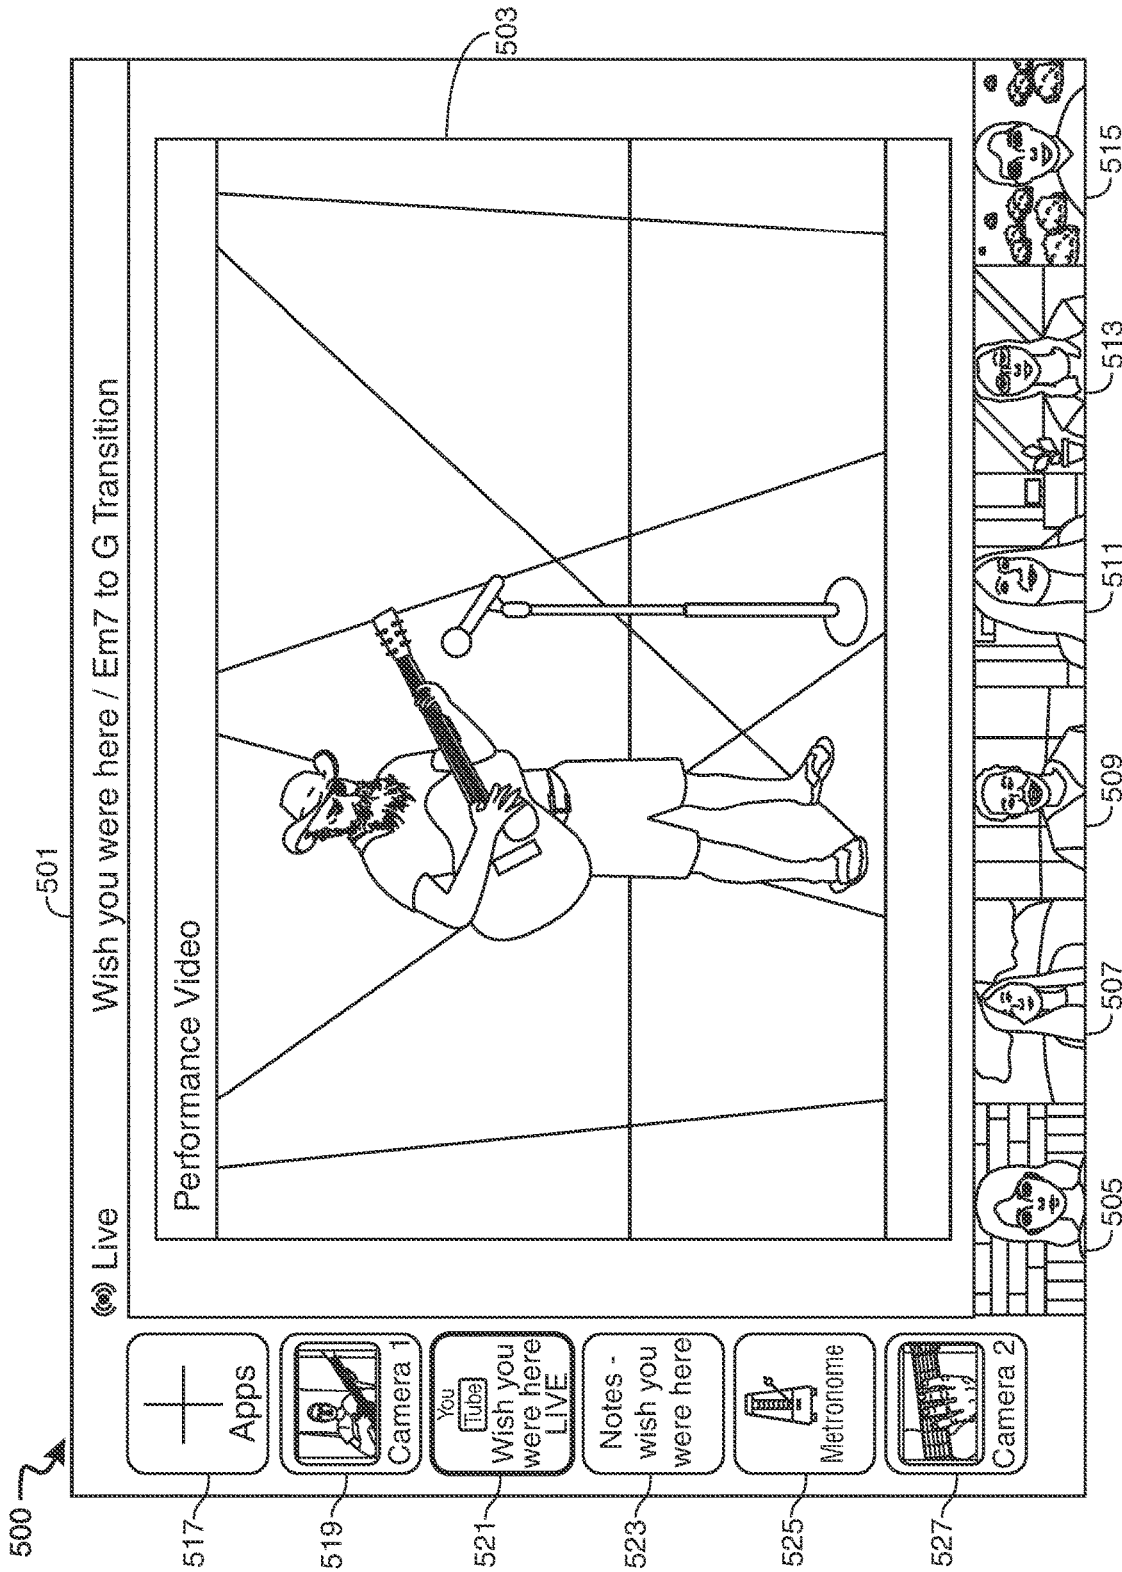 500
501
Live
Wish you were here / Em7 to G Transition
503
Performance Video
517
Apps
519
Camera 1
521
You
Tube
Wish you
were here
LIVE
523
Notes -
wish you
were here
525
Metronome
527
Camera 2
505
507
509
511
513
515